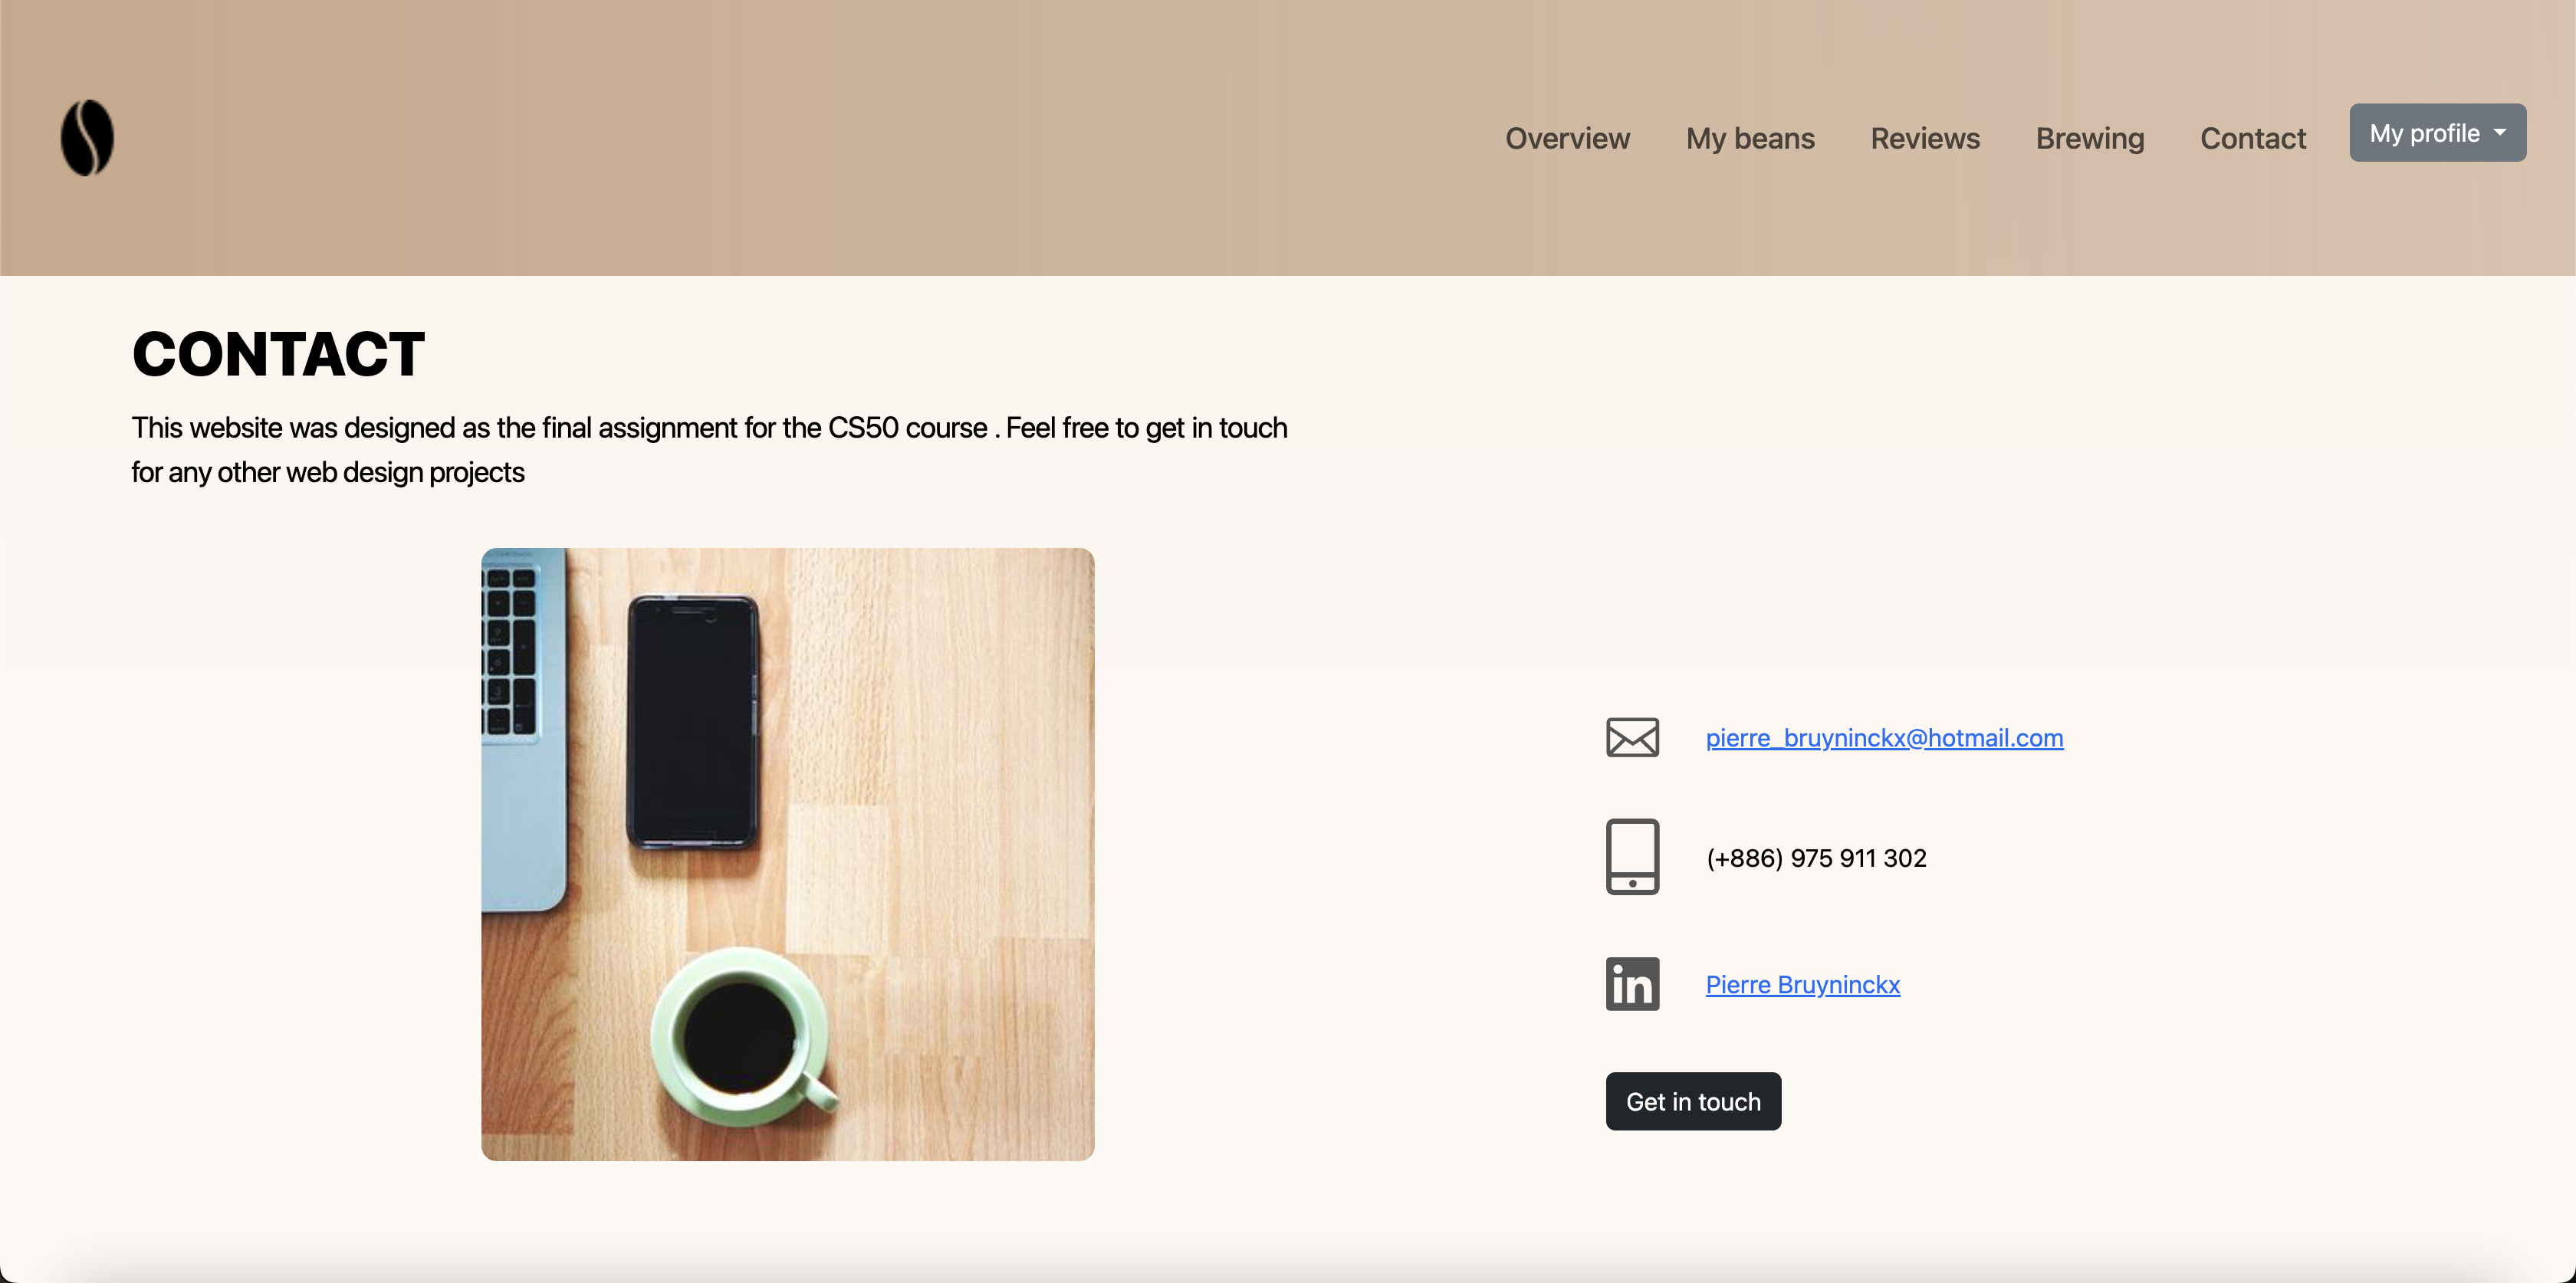 Overview My beans Reviews Brewing Contact My profile
CONTACT
This website was designed as the final assignment for the CS50 course . Feel free to get in touch
for any other web design projects
pierre_bruyninckx@hotmail.com
(+886) 975 911 302
in Pierre Bruyninckx
Get in touch